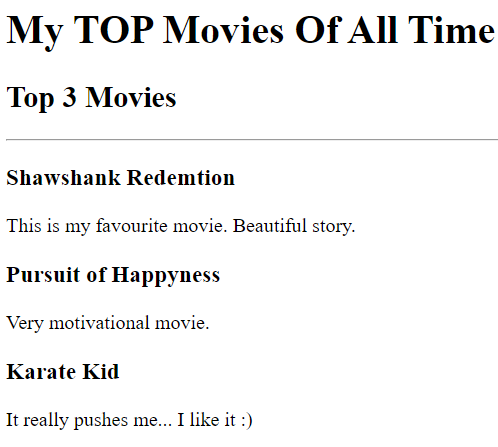 My TOP Movies Of All Time
Top 3 Movies
Shawshank Redemtion
This is my favourite movie. Beautiful story.
Pursuit of Happyness
Very motivational movie.
Karate Kid
It really pushes me... I like it :)